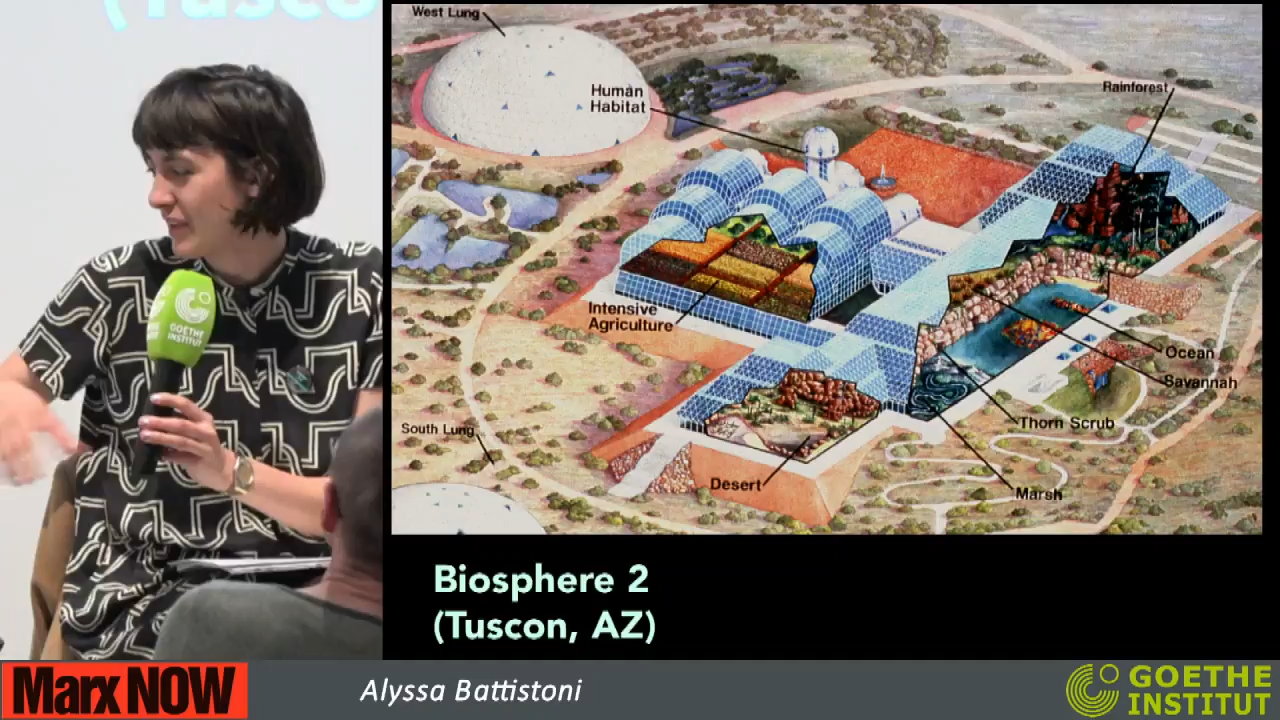 (Tusco
West Lung
Human
Habitat
Rainforest
Intensive
Agriculture
Ocean
Savannah
Thorn Scrub
South Lung
Desert
Marsh
GOETHE
INSTITUT
Biosphere 2
(Tuscon, AZ)
Marx NOW
Alyssa Battistoni
GOETHE
INSTITUT